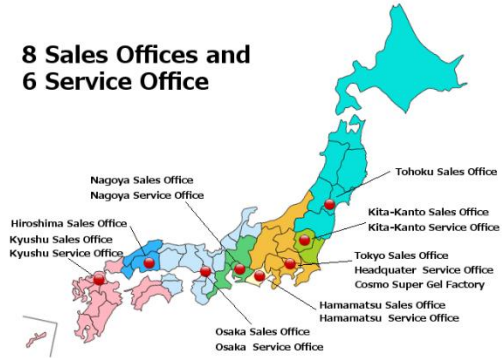 8 Sales Offices and
6 Service Office
Tohoku Sales Office
Nagoya Sales Office
Nagoya Service Office
Kita-Kanto Sales Office
Kita-Kanto Service Office
Hiroshima Sales Office
Kyushu Sales Office
Kyushu Service Office
Tokyo Sales Office
Headquater Service Office
Cosmo Super Gel Factory
Hamamatsu Sales Office
Hamamatsu Service Office
Osaka Sales Office
Osaka Service Office